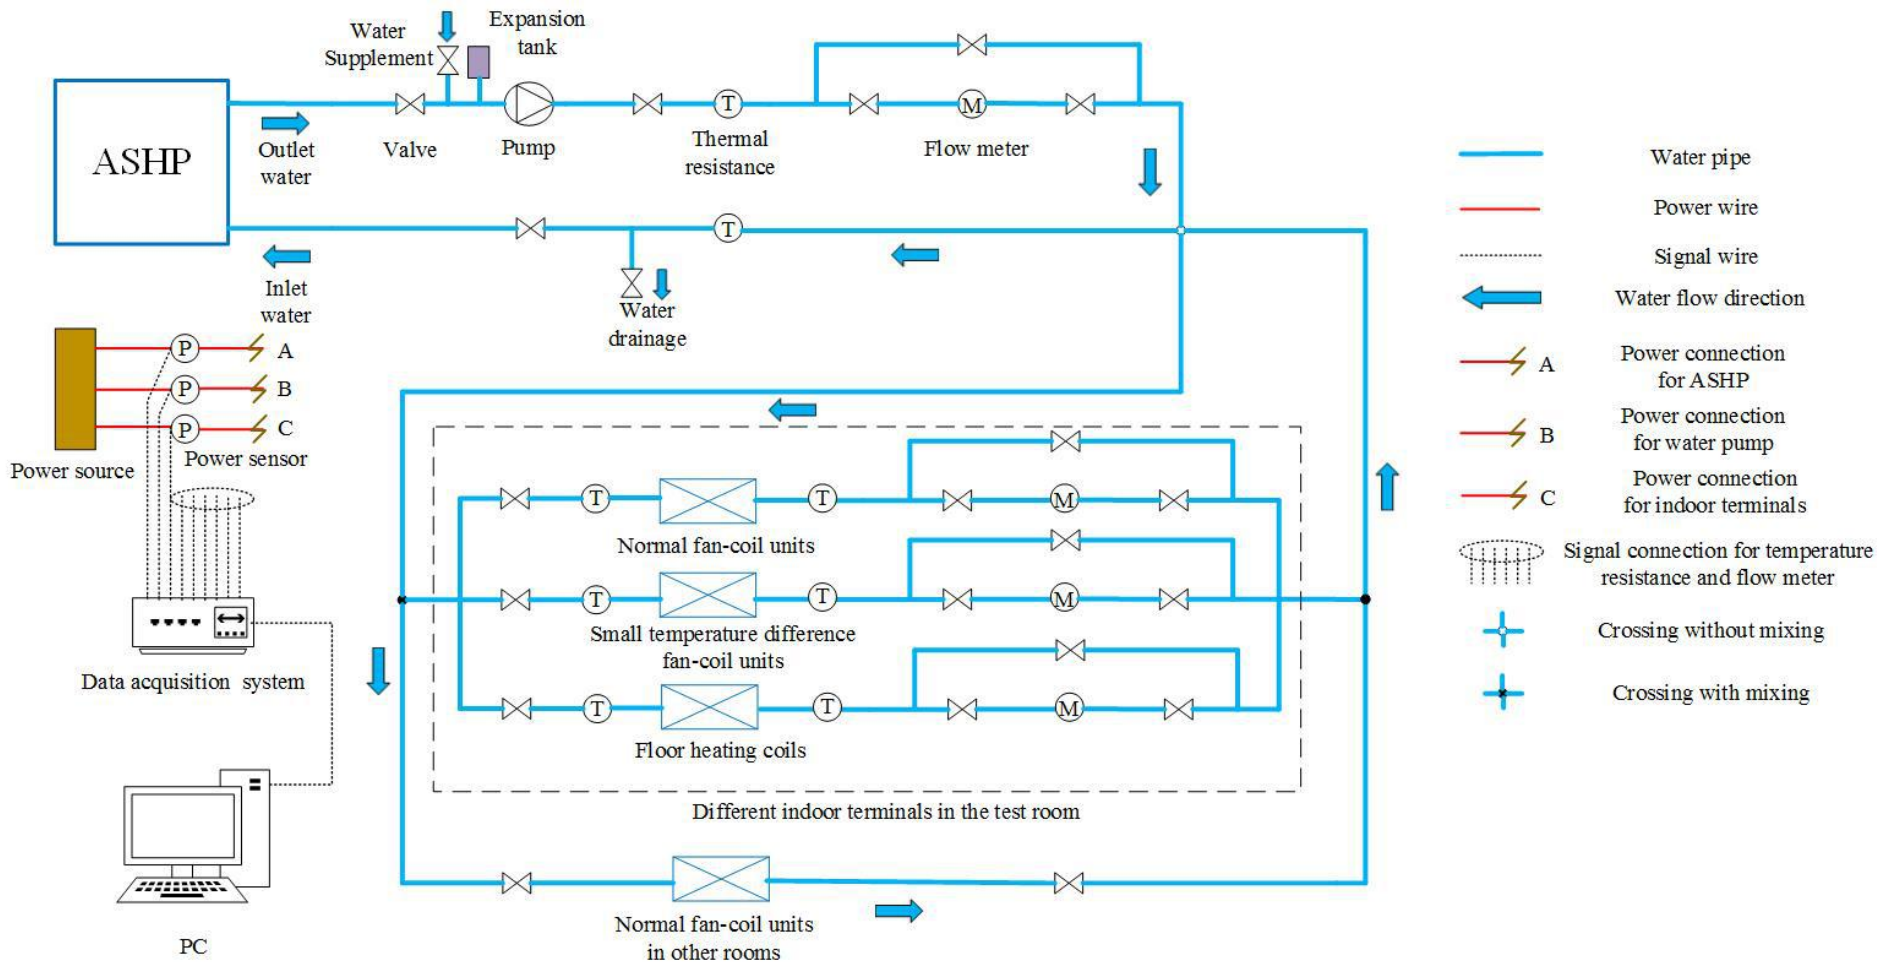 Water
Supplement
Expansion
tank
ASHP
Outlet
water
Valve
Pump
T
Thermal
resistance
M
Flow meter
T
Inlet
water
Water
drainage
P
A
P
B
P
C
Power source
Power sensor
Data acquisition system
PC
T
T
M
Normal fan-coil units
T
T
M
Small temperature difference
fan-coil units
T
T
M
Floor heating coils
Different indoor terminals in the test room
Normal fan-coil units
in other rooms
Water pipe
Power wire
Signal wire
Water flow direction
A
Power connection
for ASHP
B
Power connection
for water pump
C
Power connection
for indoor terminals
Signal connection for temperature
resistance and flow meter
Crossing without mixing
Crossing with mixing